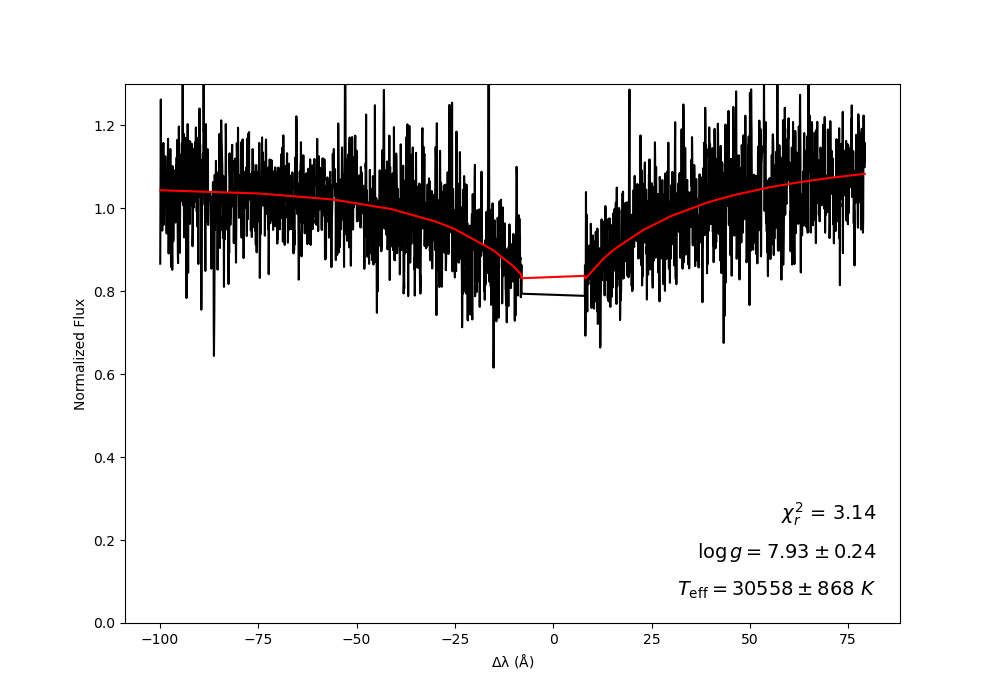 Normalized Flux
1.2
1.0
0.8
0.6
0.4
0.2
0.0
χ²ᵣ = 3.14
log g = 7.93 ± 0.24
T_eff = 30558 ± 868 K
−100 −75 −50 −25 0 25 50 75
Δλ (Å)